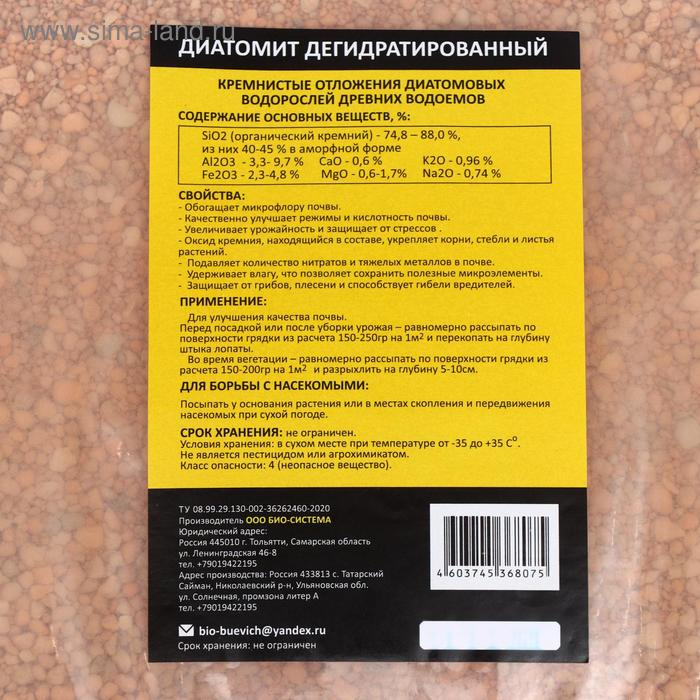 www.sima-land.ru
ДИАТОМИТ ДЕГИДРАТИРОВАННЫЙ
КРЕМНИСТЫЕ ОТЛОЖЕНИЯ ДИАТОМОВЫХ
ВОДОРОСЛЕЙ ДРЕВНИХ ВОДОЕМОВ
СОДЕРЖАНИЕ ОСНОВНЫХ ВЕЩЕСТВ, %:
SiO2 (органический кремний) - 74,8 – 88,0 %,
из них 40-45 % в аморфной форме
Al2O3 - 3,3- 9,7 % CaO - 0,6 % K2O - 0,96 %
Fe2O3 - 2,3-4,8 % MgO - 0,6-1,7% Na2O - 0,74 %
СВОЙСТВА:
- Обогащает микрофлору почвы.
- Качественно улучшает режимы и кислотность почвы.
- Увеличивает урожайность и защищает от стрессов .
- Оксид кремния, находящийся в составе, укрепляет корни, стебли и листья
растений.
- Подавляет количество нитратов и тяжелых металлов в почве.
- Удерживает влагу, что позволяет сохранить полезные микроэлементы.
- Защищает от грибов, плесени и способствует гибели вредителей.
ПРИМЕНЕНИЕ:
Для улучшения качества почвы.
Перед посадкой или после уборки урожая – равномерно рассыпать по
поверхности грядки из расчета 150-250гр на 1м2 и перекопать на глубину
штыка лопаты.
Во время вегетации – равномерно рассыпать по поверхности грядки из
расчета 150-200гр на 1м2 и разрыхлить на глубину 5-10см.
ДЛЯ БОРЬБЫ С НАСЕКОМЫМИ:
Посыпать у основания растения или в местах скопления и передвижения
насекомых при сухой погоде.
СРОК ХРАНЕНИЯ: не ограничен.
Условия хранения: в сухом месте при температуре от -35 до +35 С°.
Не является пестицидом или агрохимикатом.
Класс опасности: 4 (неопасное вещество).
ТУ 08.99.29.130-002-36262460-2020
Производитель ООО БИО-СИСТЕМА
Юридический адрес:
Россия 445010 г. Тольятти, Самарская область
ул. Ленинградская 46-8
тел. +79019422195
Адрес производства: Россия 433813 с. Татарский
Сайман, Николаевский р-н, Ульяновская обл.
ул. Солнечная, промзона литер А
тел. +79019422195
bio-buevich@yandex.ru
Срок хранения: не ограничен
4 603745 368075